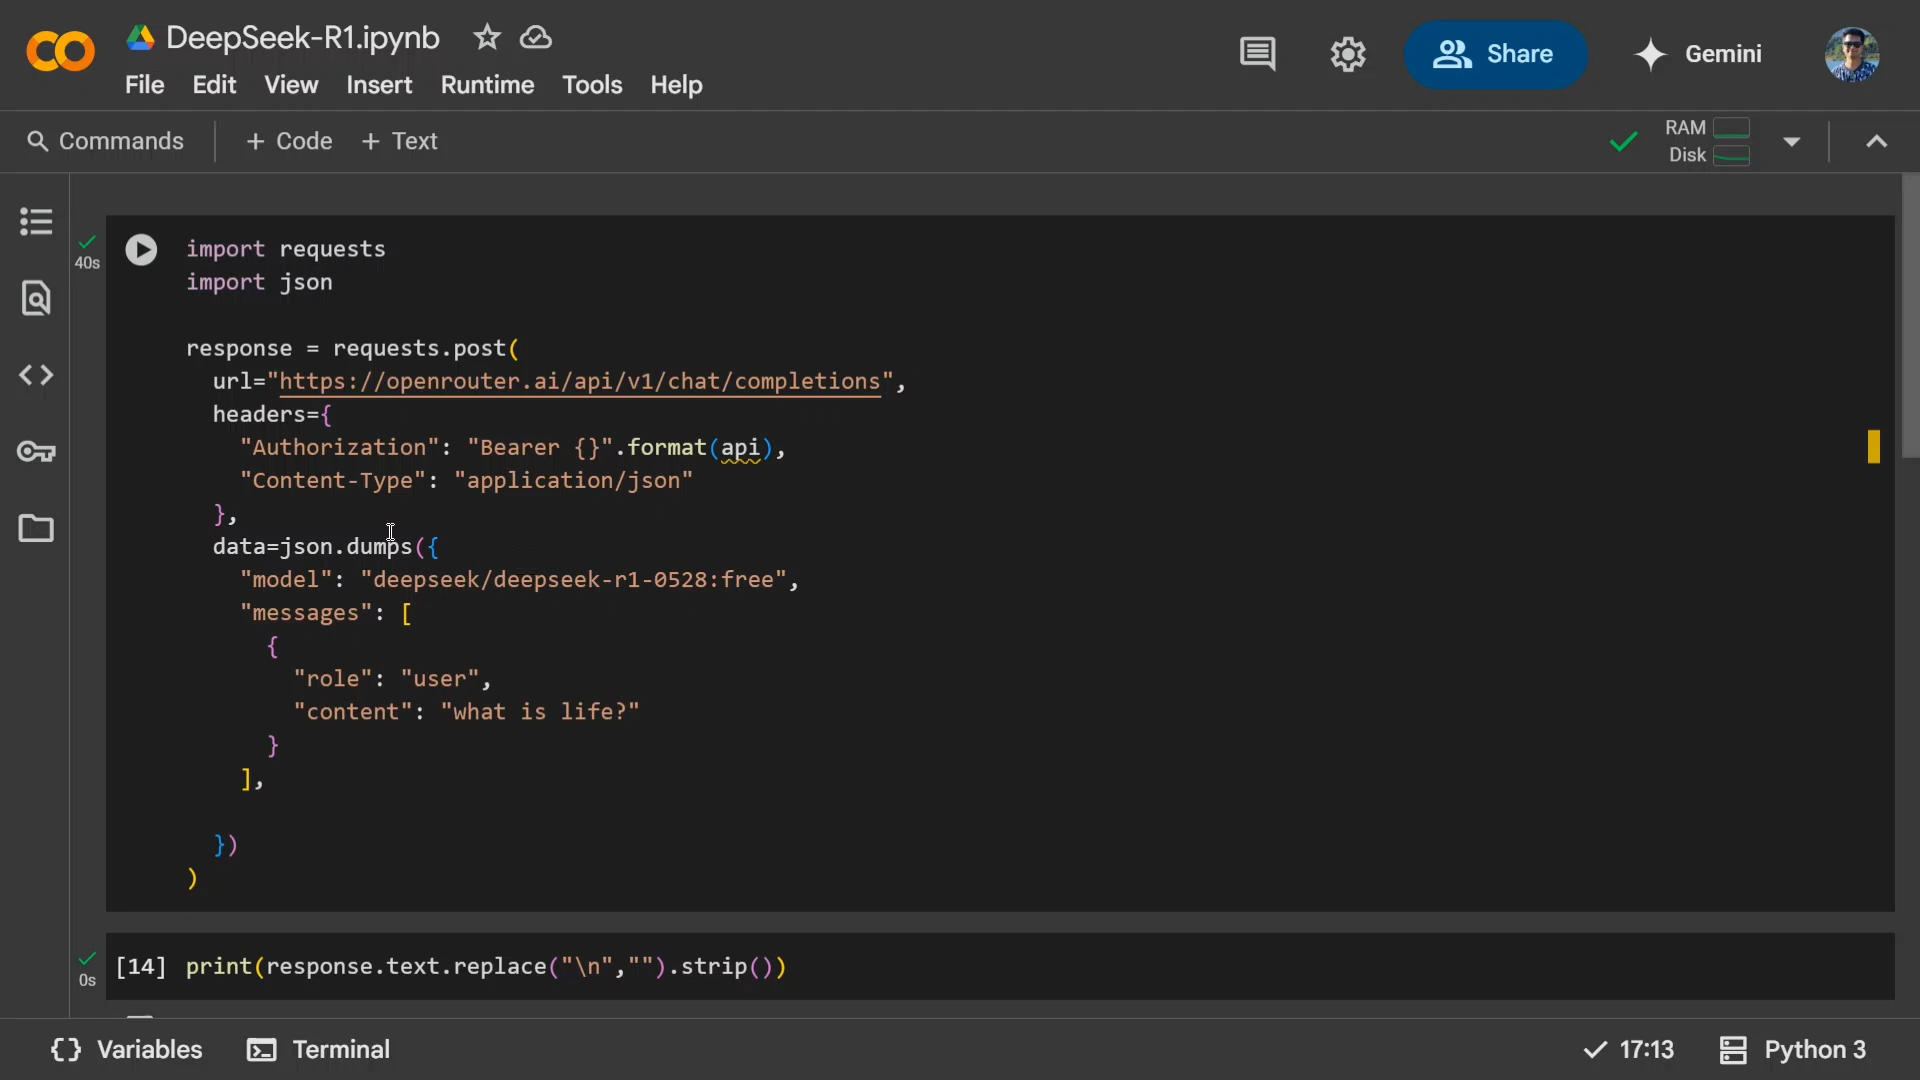 DeepSeek-R1.ipynb
File Edit View Insert Runtime Tools Help
Share
Gemini
Commands + Code + Text
RAM
Disk
40s
import requests
import json
response = requests.post(
url="https://openrouter.ai/api/v1/chat/completions",
headers={
"Authorization": "Bearer {}".format(api),
"Content-Type": "application/json"
},
data=json.dumps({
"model": "deepseek/deepseek-r1-0528:free",
"messages": [
{
"role": "user",
"content": "what is life?"
}
],
})
)
0s
[14] print(response.text.replace("\n","").strip())
{} Variables Terminal 17:13 Python 3